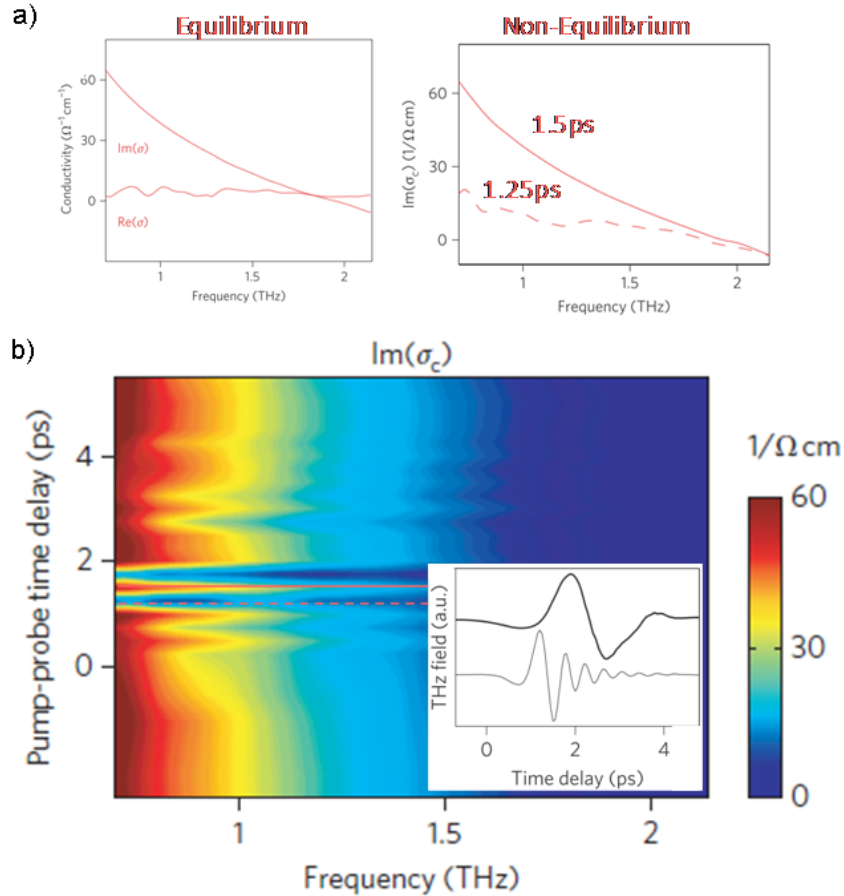 a)
Equilibrium
Non-Equilibrium
Conductivity (Ω⁻¹cm⁻¹)
60
30
0
Im(σ)
Re(σ)
1
1.5
2
Frequency (THz)
Im(σc) (1/Ω cm)
60
30
0
1.5ps
1.25ps
1
1.5
2
Frequency (THz)
b)
Im(σc)
Pump-probe time delay (ps)
4
2
0
1
1.5
2
Frequency (THz)
THz field (a.u.)
0
2
4
Time delay (ps)
1/Ω cm
60
30
0